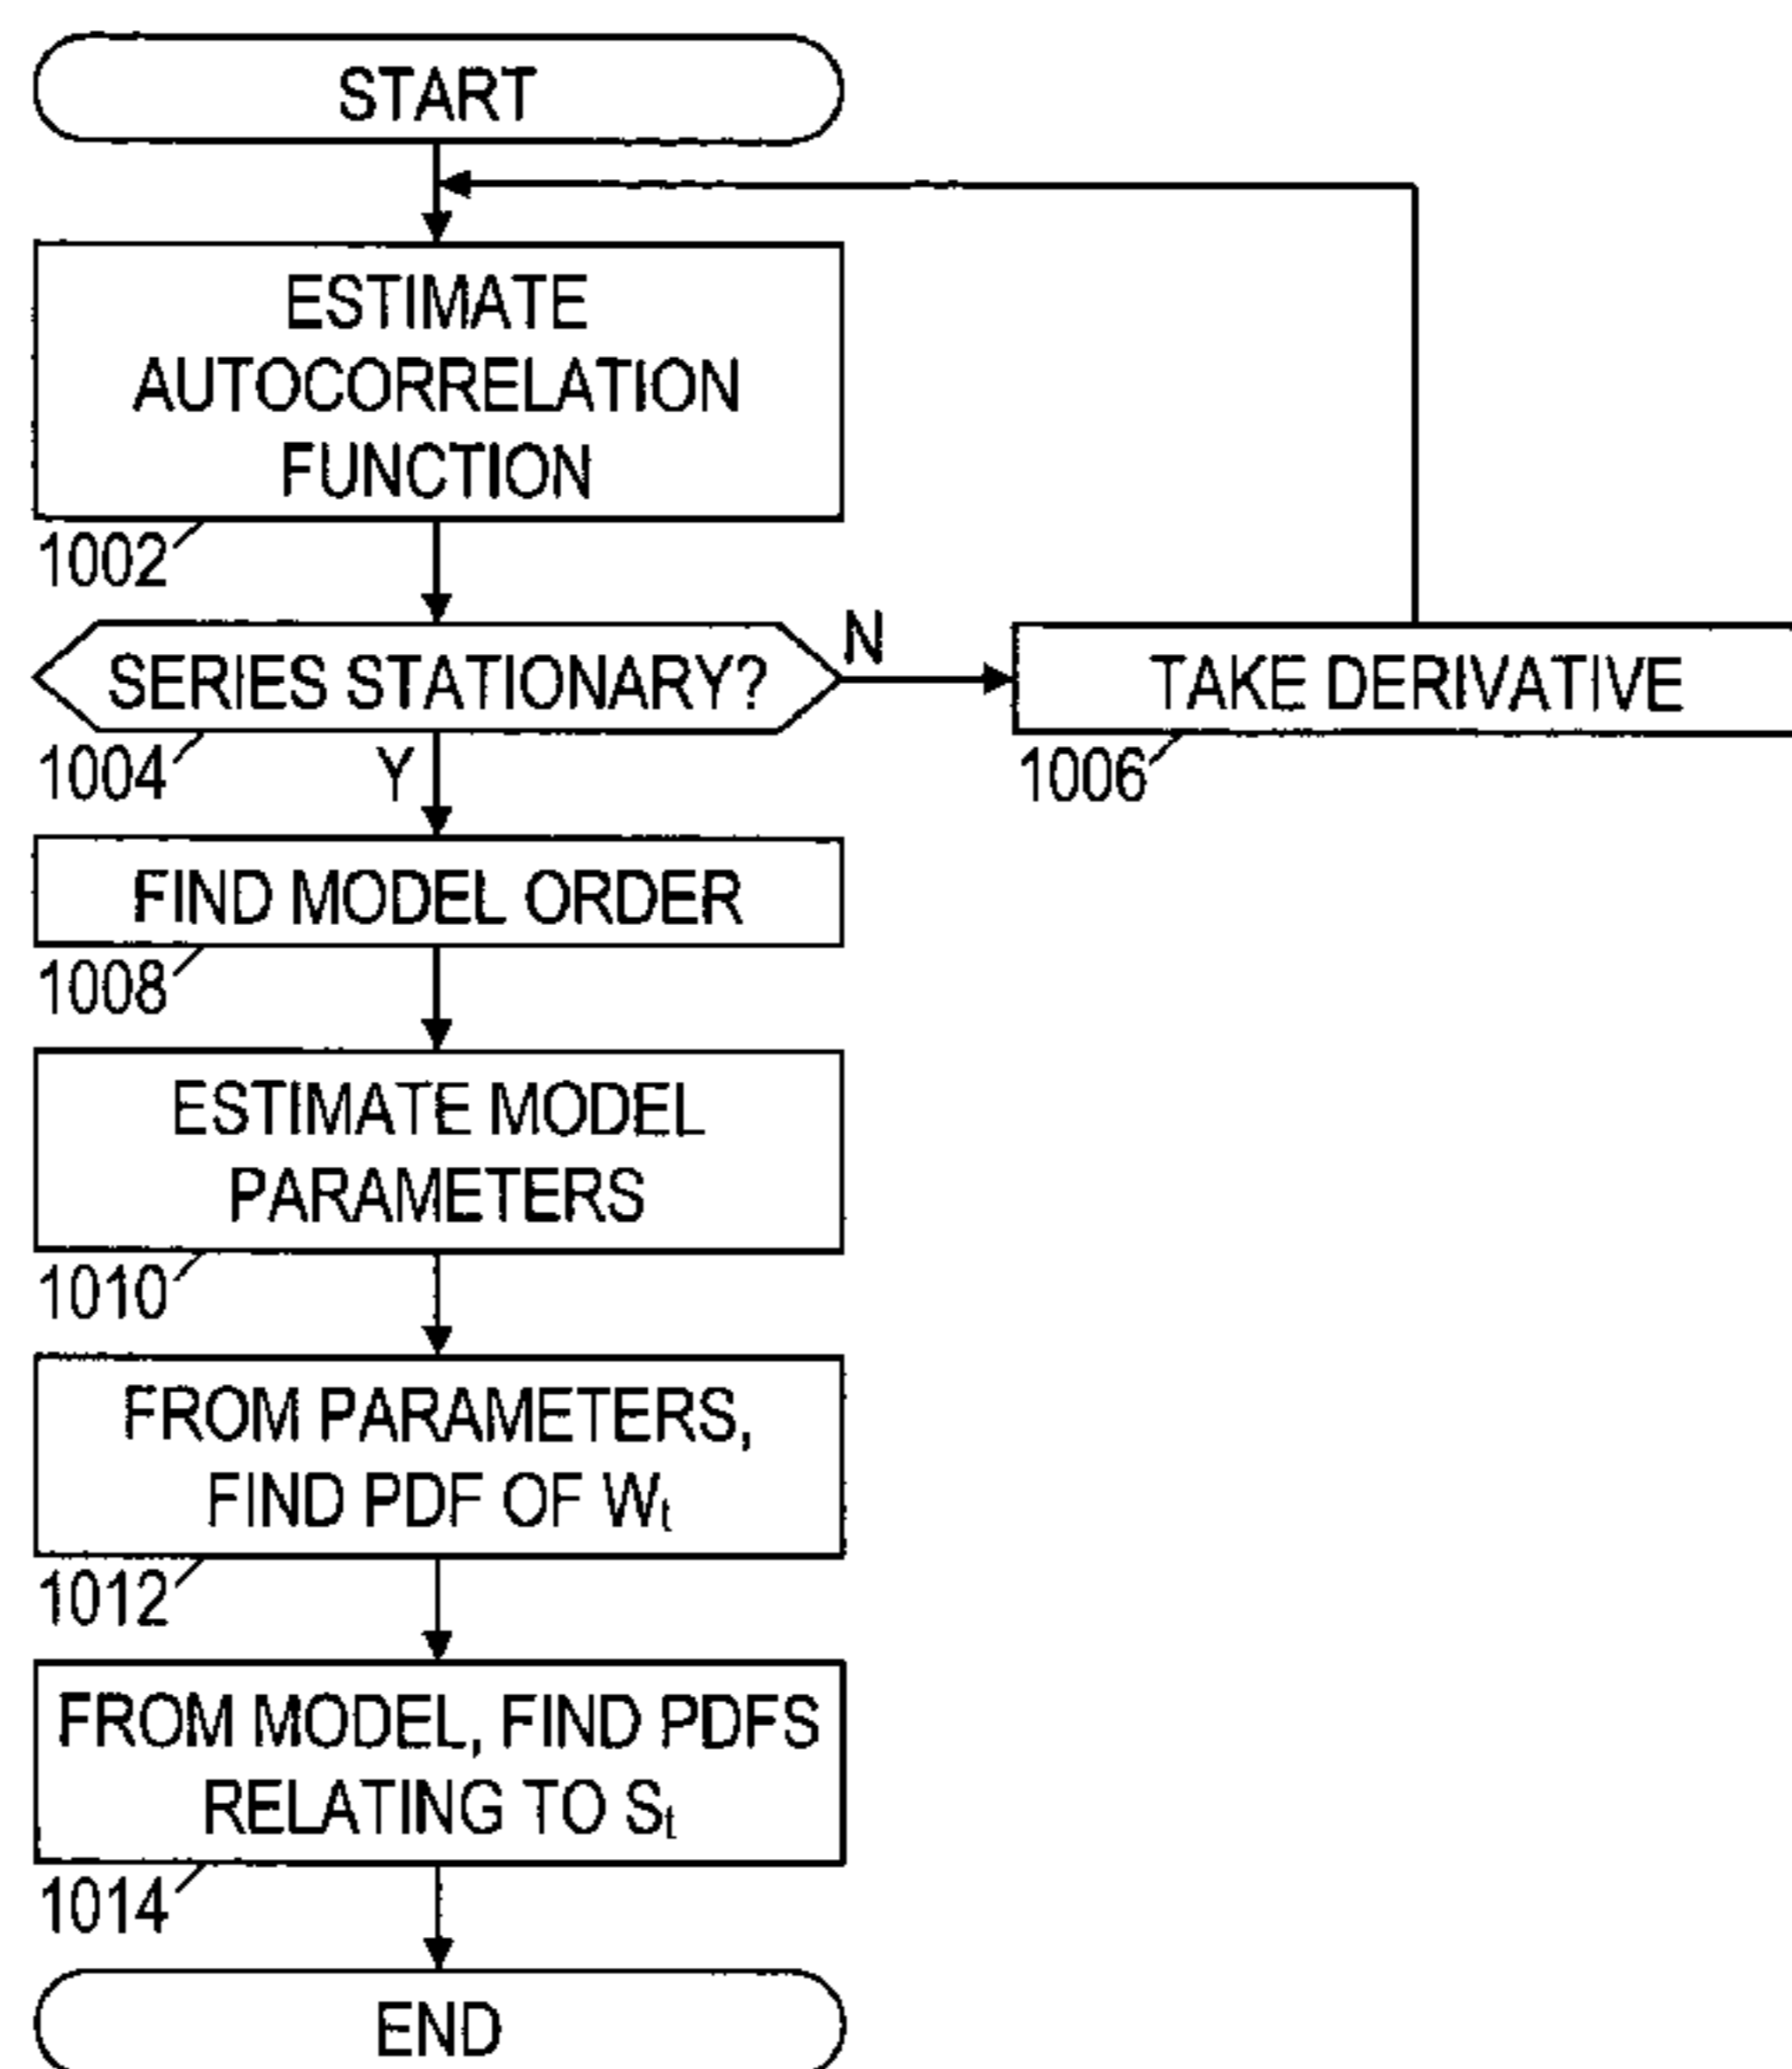 START
ESTIMATE
AUTOCORRELATION
FUNCTION
1002
SERIES STATIONARY?
N
TAKE DERIVATIVE
1004
Y
1006
FIND MODEL ORDER
1008
ESTIMATE MODEL
PARAMETERS
1010
FROM PARAMETERS,
FIND PDF OF Wt
1012
FROM MODEL, FIND PDFS
RELATING TO St
1014
END